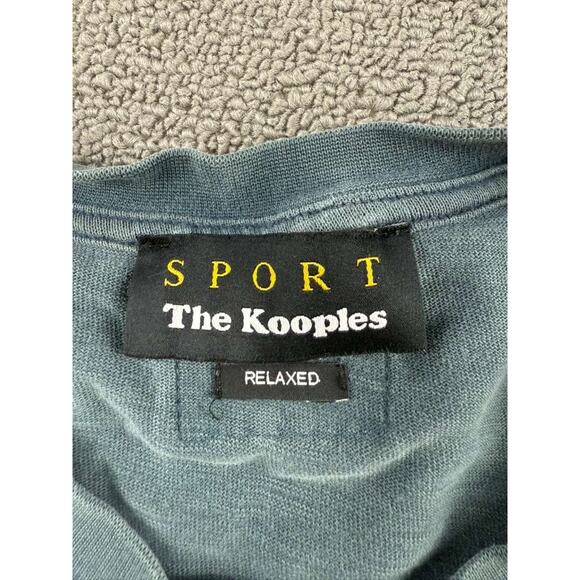 SPORT
The Kooples
RELAXED